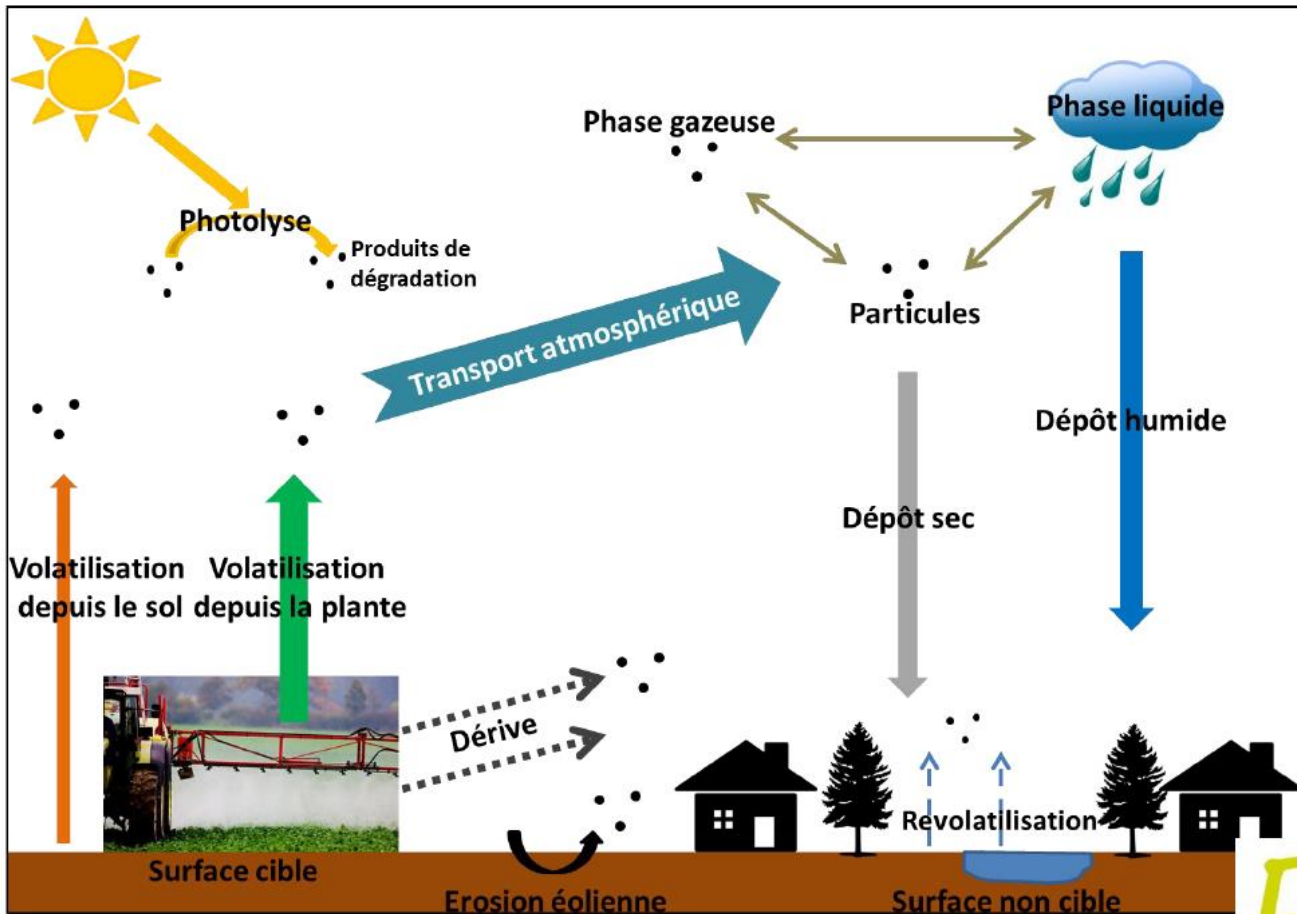 Phase liquide
Phase gazeuse
Photolyse
Produits de
dégradation
Particules
Transport atmosphérique
Dépôt humide
Dépôt sec
Volatilisation
depuis le sol
Volatilisation
depuis la plante
Dérive
Revolatilisation
Surface cible
Erosion éolienne
Surface non cible